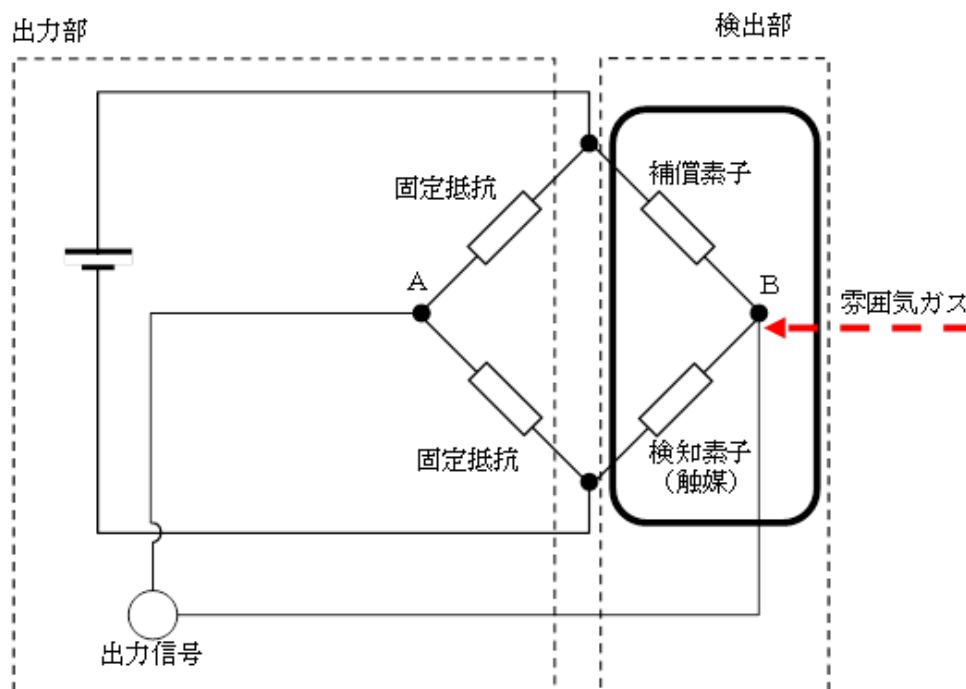 出力部
検出部
固定抵抗
補償素子
A
B
雰囲気ガス
固定抵抗
検知素子
(触媒)
出力信号